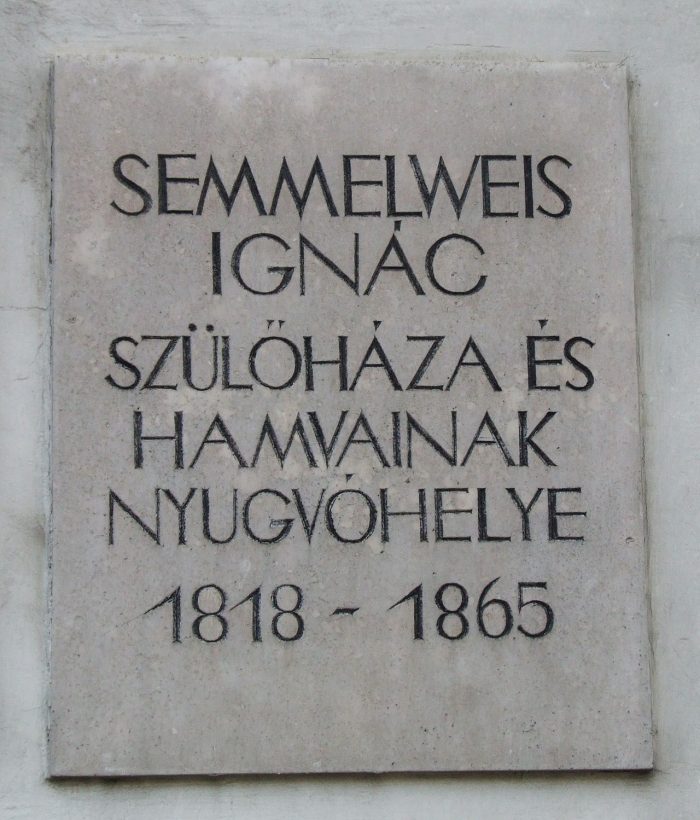 SEMMELWEIS
IGNÁC
SZÜLŐHÁZA ÉS
HAMVAINAK
NYUGVÓHELYE
1818 - 1865